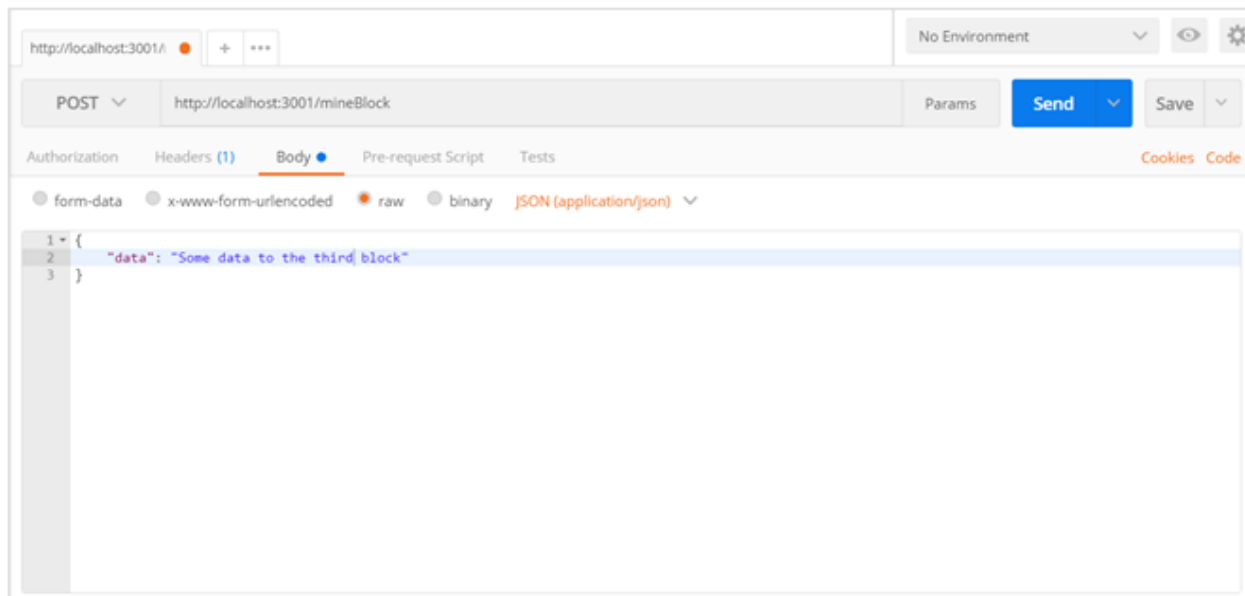 http://localhost:3001/
+ •••
No Environment
POST
http://localhost:3001/mineBlock
Params
Send
Save
Authorization Headers (1) Body Pre-request Script Tests
Cookies Code
form-data x-www-form-urlencoded raw binary JSON (application/json)
1 {
2 "data": "Some data to the third block"
3 }